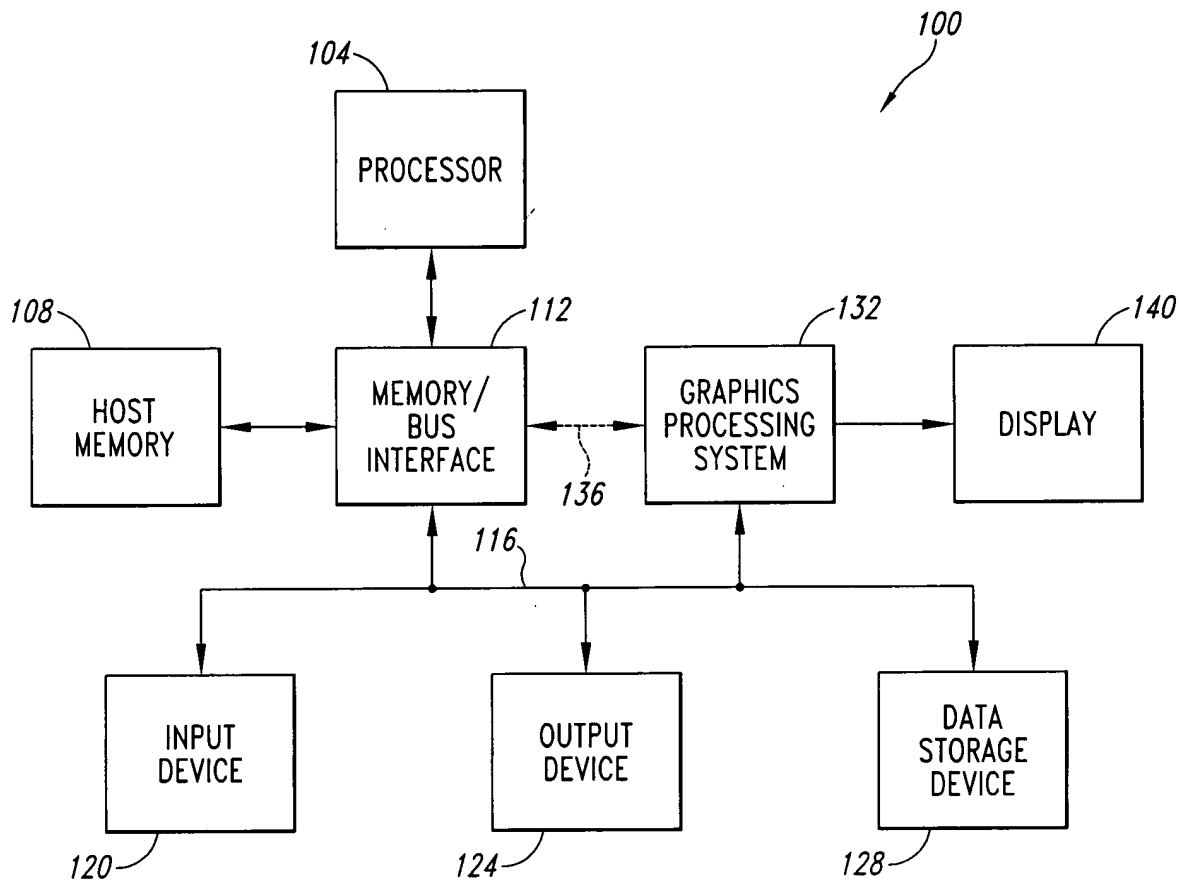 100
104
PROCESSOR
108
112
132
140
HOST
MEMORY
MEMORY/
BUS
INTERFACE
GRAPHICS
PROCESSING
SYSTEM
DISPLAY
136
116
INPUT
DEVICE
OUTPUT
DEVICE
DATA
STORAGE
DEVICE
120
124
128